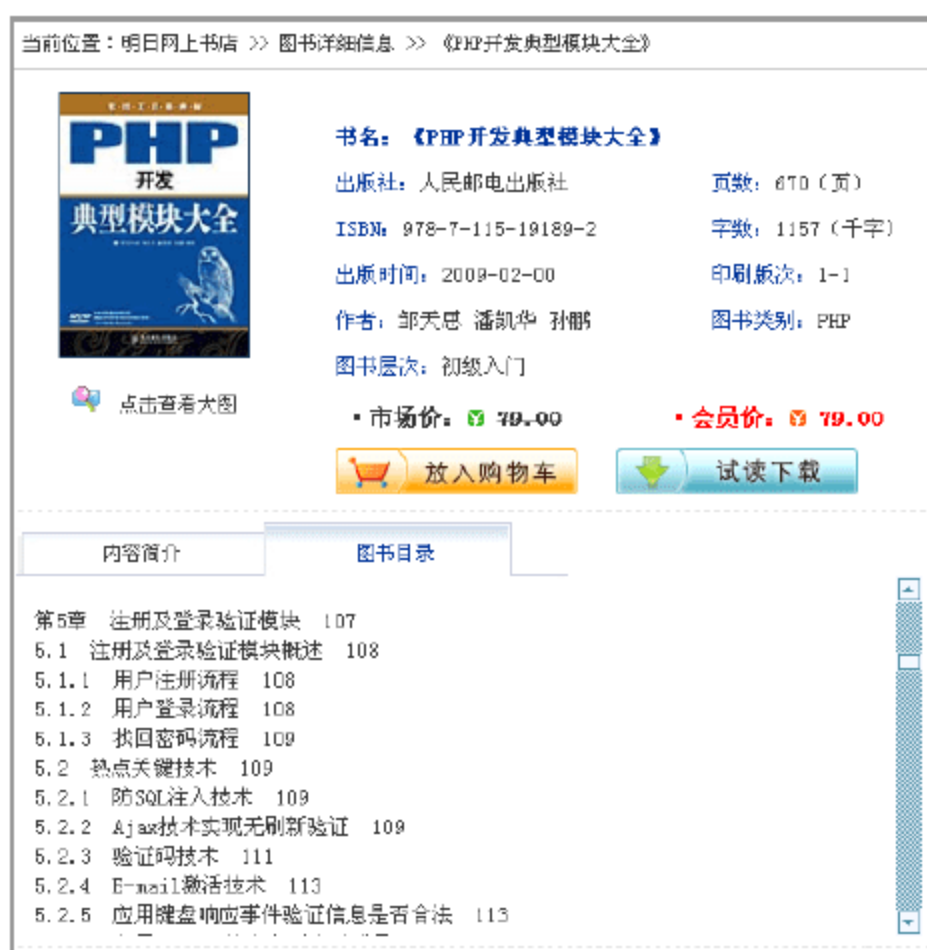 当前位置：明日网上书店 >> 图书详细信息 >> 《PHP开发典型模块大全》
PHP
开发
典型模块大全
书名：《PHP开发典型模块大全》
出版社：人民邮电出版社 页数：670（页）
ISBN：978-7-115-19189-2 字数：1157（千字）
出版时间：2009-02-00 印刷版次：1-1
作者：邹天思 潘凯华 孙鹏 图书类别：PHP
图书层次：初级入门
点击查看大图
·市场价：¥ 79.00 ·会员价：¥ 79.00
放入购物车 试读下载
内容简介 图书目录
第5章 注册及登录验证模块 107
5.1 注册及登录验证模块概述 108
5.1.1 用户注册流程 108
5.1.2 用户登录流程 108
5.1.3 找回密码流程 109
5.2 热点关键技术 109
5.2.1 防SQL注入技术 109
5.2.2 Ajax技术实现无刷新验证 109
5.2.3 验证码技术 111
5.2.4 E-mail激活技术 113
5.2.5 应用键盘响应事件验证信息是否合法 113